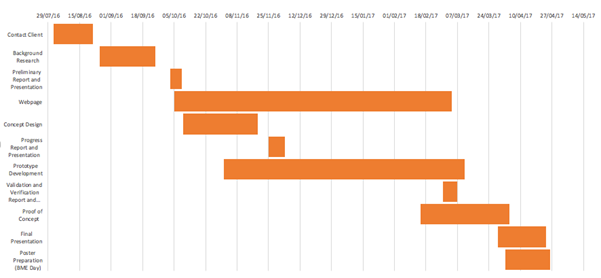 29/07/16 15/08/16 01/09/16 18/09/16 05/10/16 22/10/16 08/11/16 25/11/16 12/12/16 29/12/16 15/01/17 01/02/17 18/02/17 07/03/17 24/03/17 10/04/17 27/04/17 14/05/17
Contact Client
Background
Research
Preliminary
Report and
Presentation
Webpage
Concept Design
Progress
Report and
Presentation
Prototype
Development
Validation and
Verification
Report and...
Proof of
Concept
Final
Presentation
Poster
Preparation
(BME Day)